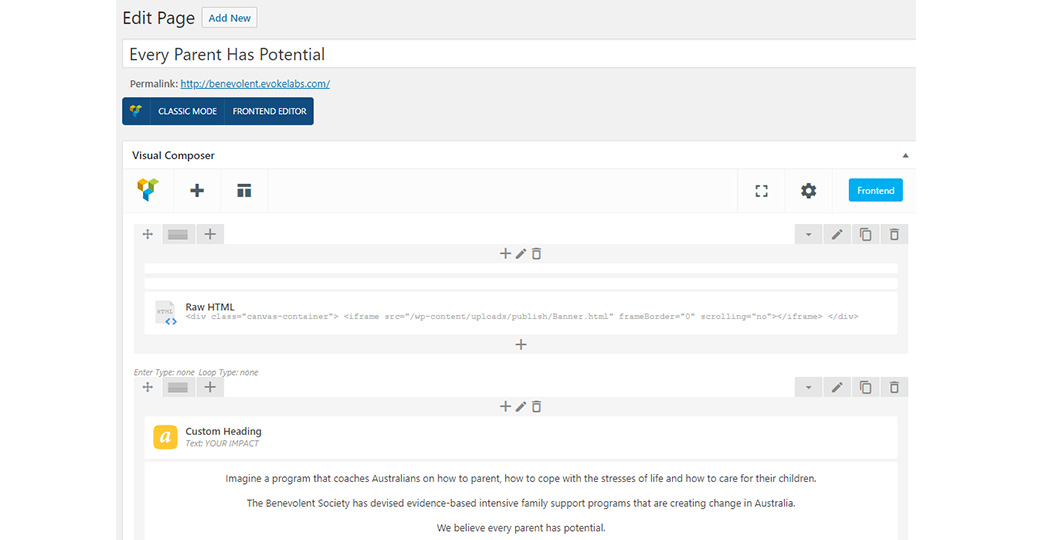 Edit Page Add New
Every Parent Has Potential
Permalink: http://benevolent.evokelabs.com/
CLASSIC MODE FRONTEND EDITOR
Visual Composer
Frontend
HTML
Raw HTML
<div class="canvas-container"> <iframe src="/wp-content/uploads/publish/Banner.html" frameBorder="0" scrolling="no"></iframe> </div>
Enter Type: none Loop Type: none
a Custom Heading
Text: YOUR IMPACT
Imagine a program that coaches Australians on how to parent, how to cope with the stresses of life and how to care for their children.
The Benevolent Society has devised evidence-based intensive family support programs that are creating change in Australia.
We believe every parent has potential.